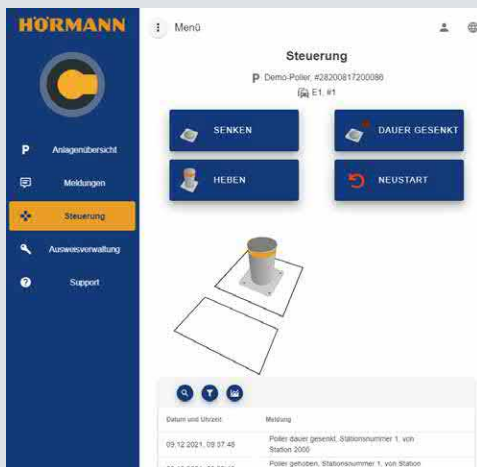 HÖRMANN
Menü
Steuerung
P Demo-Poller, #28200817200086
E1, #1
SENKEN
DAUER GESENKT
HEBEN
NEUSTART
P Anlagenübersicht
Meldungen
Steuerung
Ausweisverwaltung
Support
Datum und Uhrzeit
Meldung
09.12.2021, 09:37:48
Poller dauer gesenkt, Stationsnummer 1, von
Station 2000
Poller gehoben, Stationsnummer 1, von Station